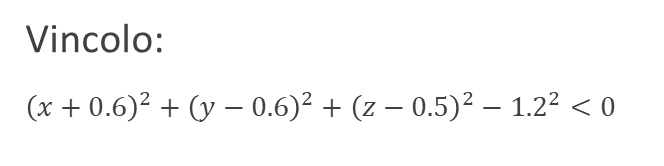 Vincolo:
(𝑥 + 0.6)² + (𝑦 − 0.6)² + (𝑧 − 0.5)² − 1.2² < 0